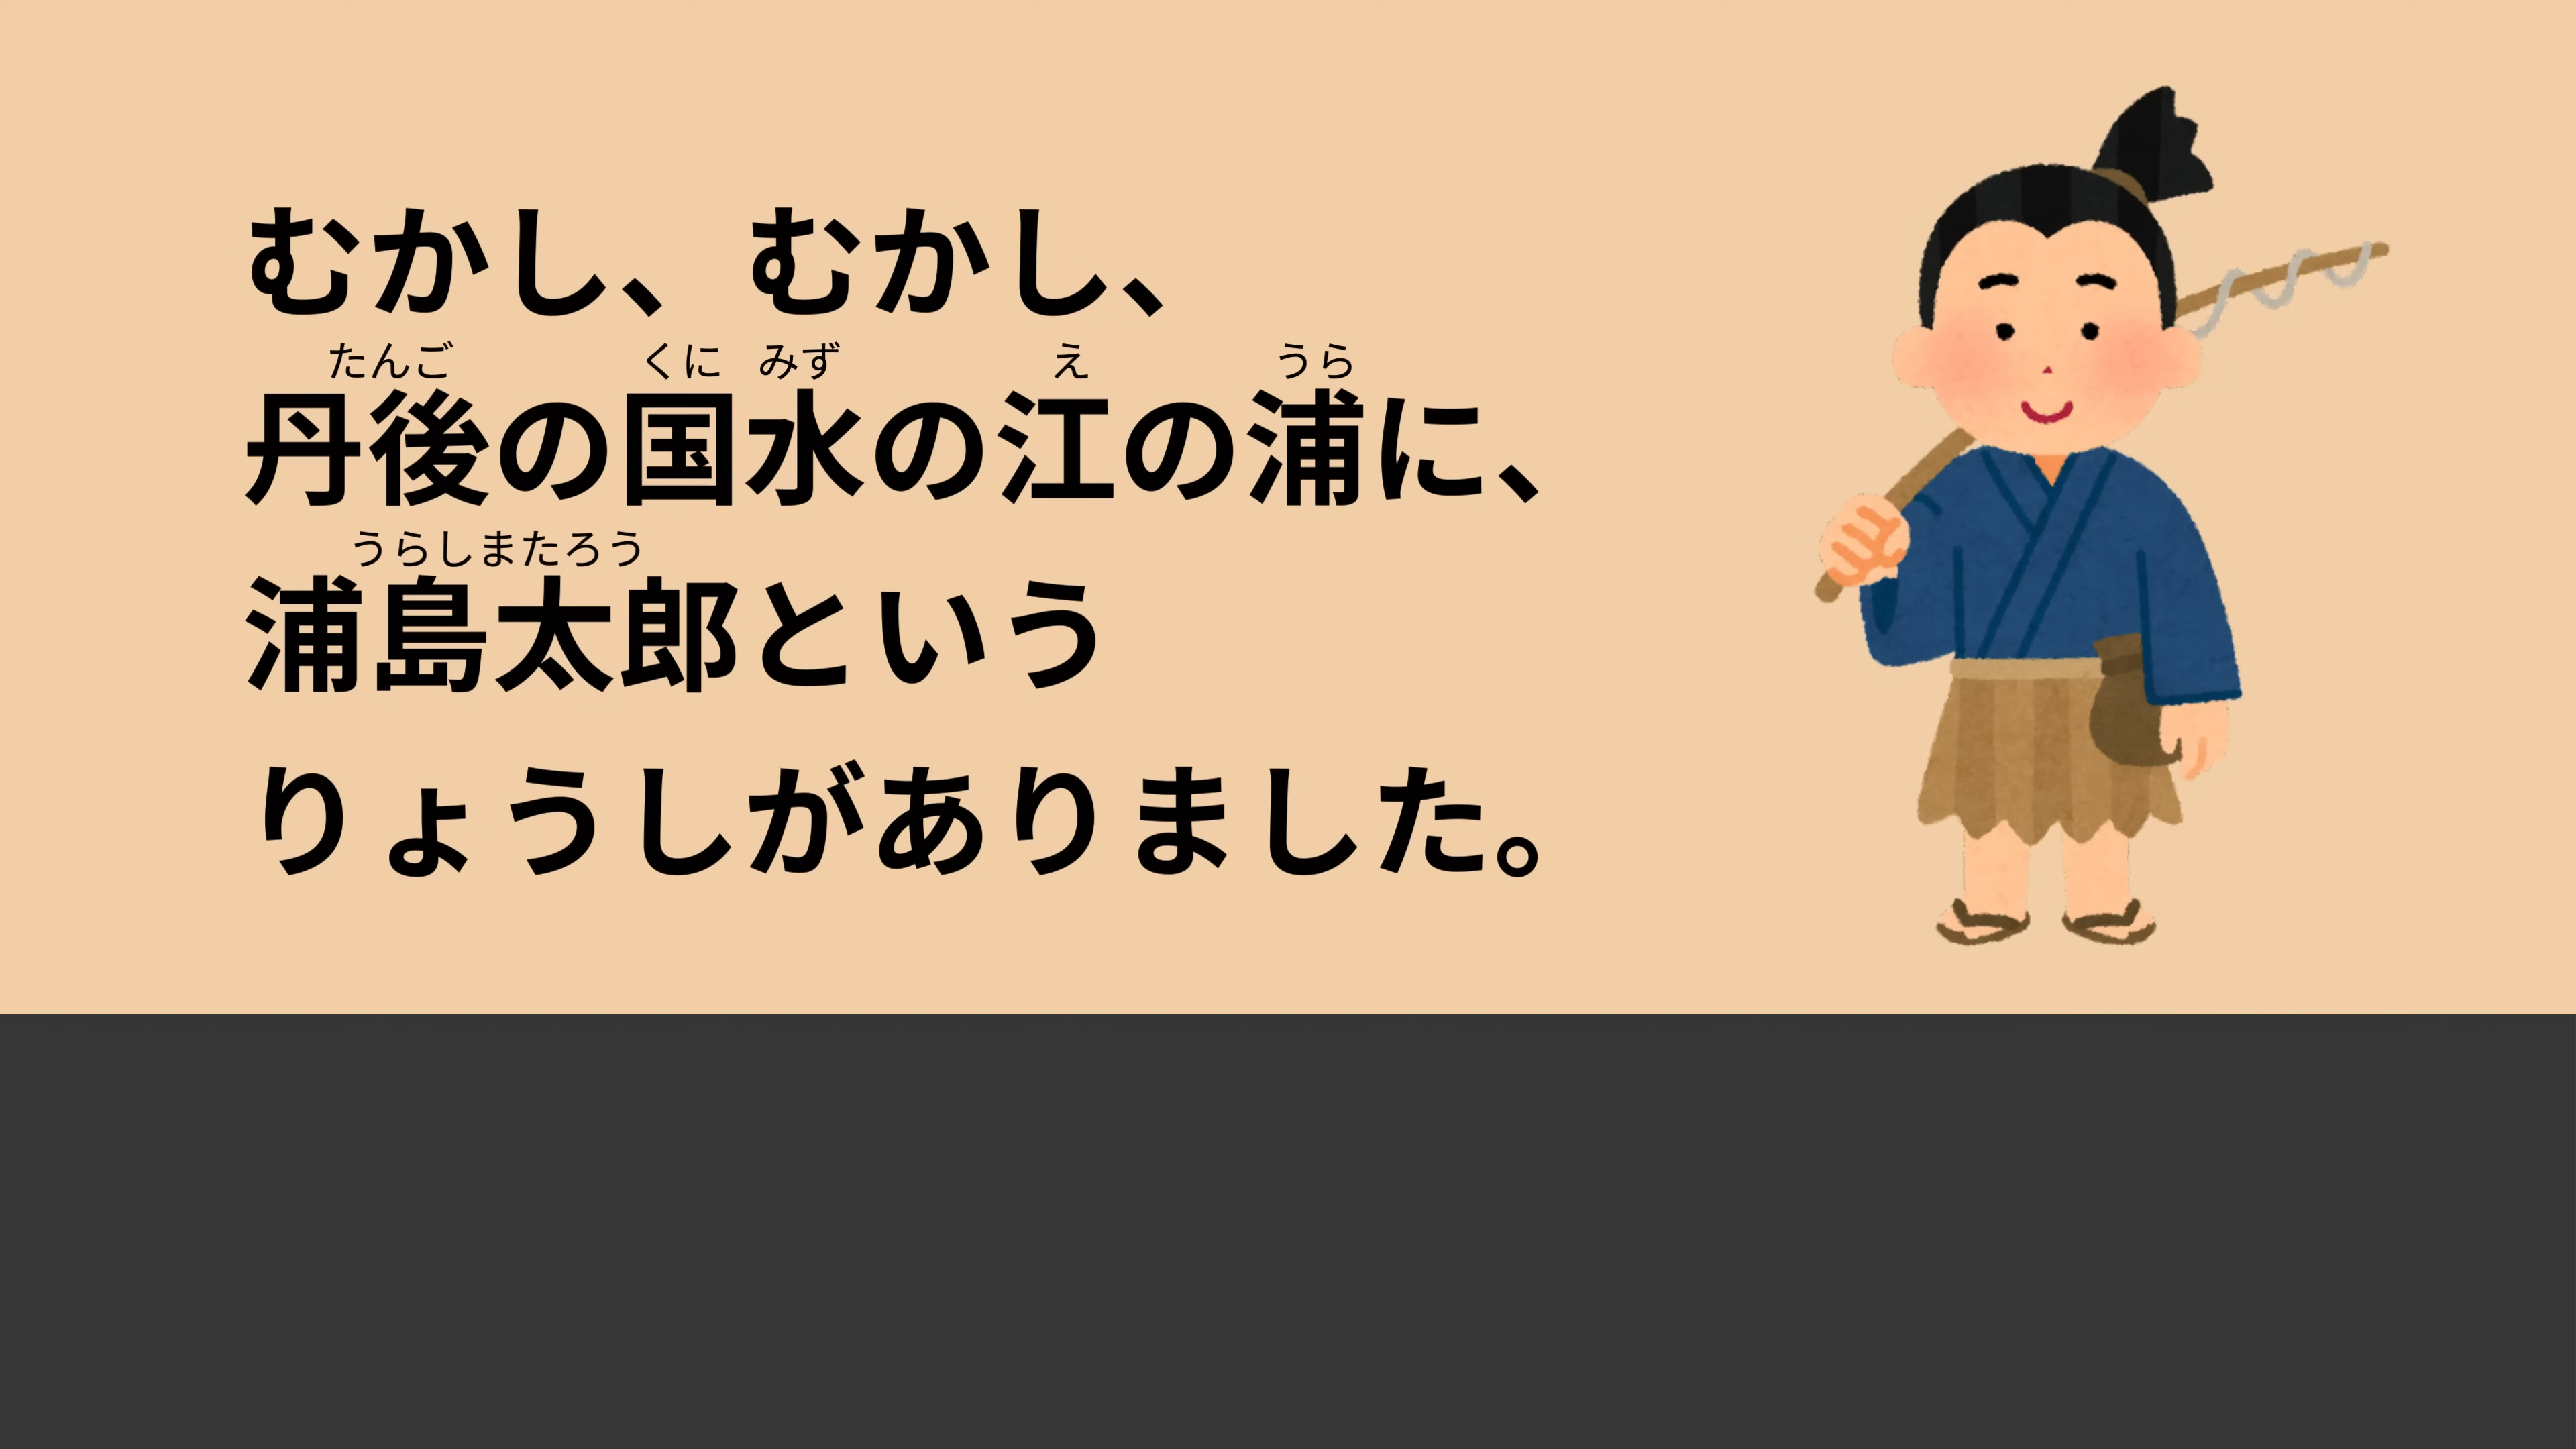 むかし、むかし、
たんご くに みず え うら
丹後の国水の江の浦に、
うらしまたろう
浦島太郎という
りょうしがありました。